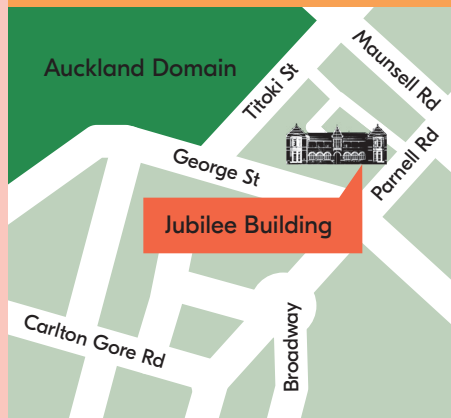 Auckland Domain
Titoki St
Maunsell Rd
George St
Parnell Rd
Jubilee Building
Carlton Gore Rd
Broadway